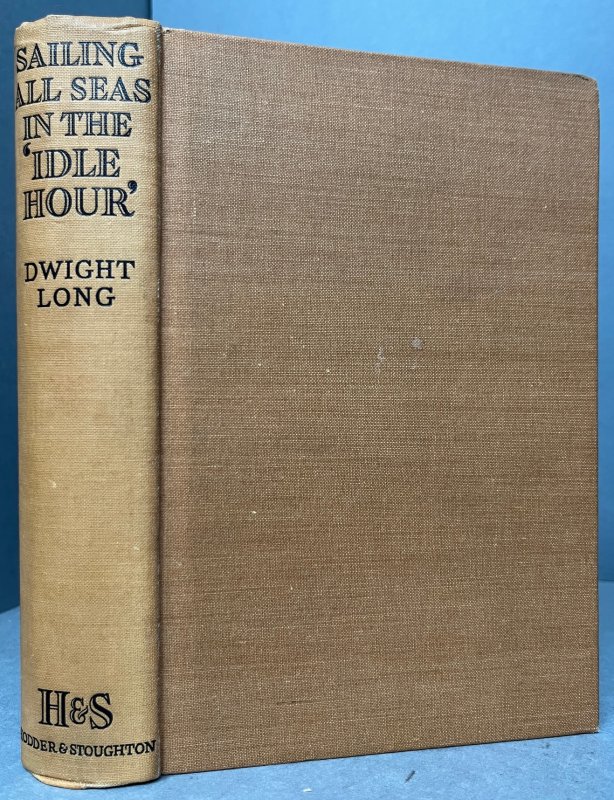 SAILING
ALL SEAS
IN THE
'IDLE
HOUR'
DWIGHT
LONG
H&S
HODDER & STOUGHTON